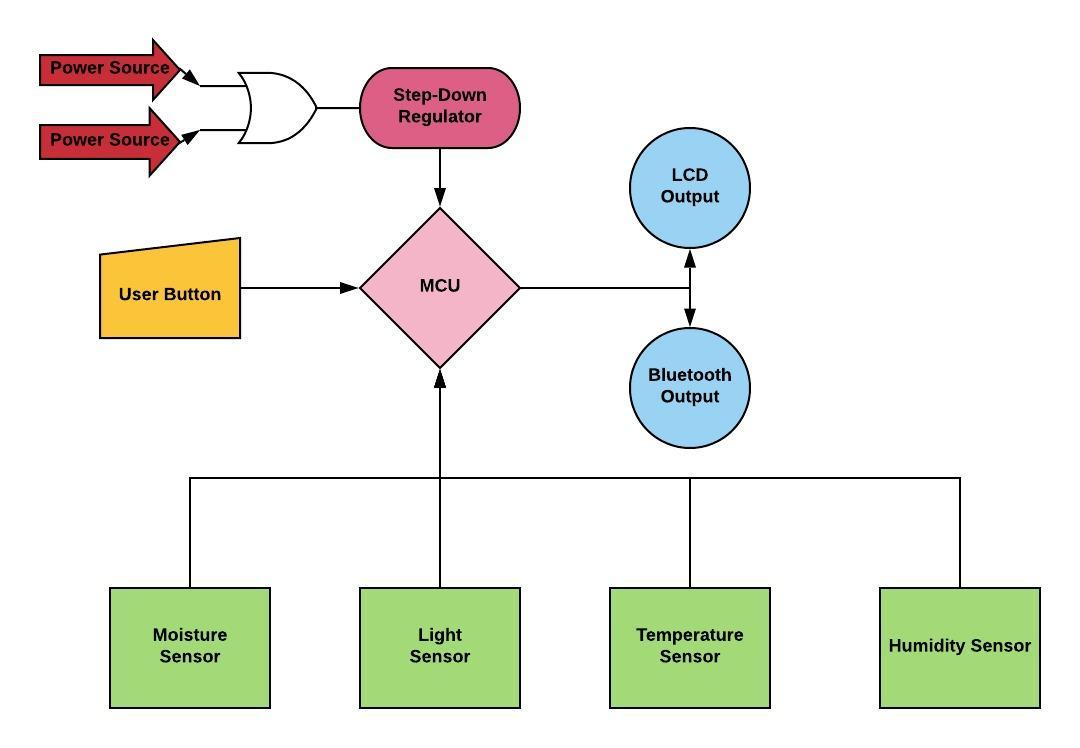 Power Source
Power Source
Step-Down
Regulator
LCD
Output
User Button
MCU
Bluetooth
Output
Moisture
Sensor
Light
Sensor
Temperature
Sensor
Humidity Sensor